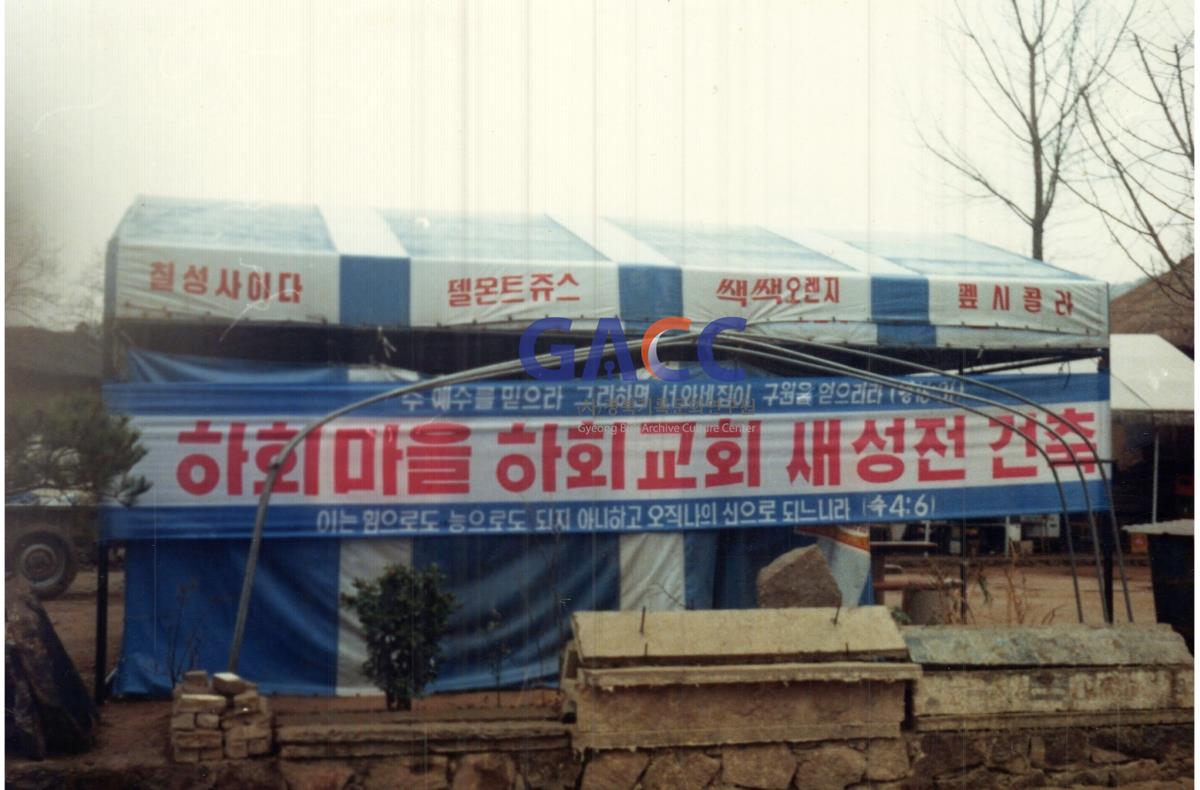 칠성사이다 델몬트쥬스 쌕쌕오렌지 펲시콜라
GACC
Gyeong Buk Archive Culture Center
주 예수를 믿으라 그리하면 너와 네집이 구원을 얻으리라
하회마을 하회교회 새성전 건축
이는 힘으로도 능으로도 되지 아니하고 오직 나의 신으로 되느니라 (슥4:6)